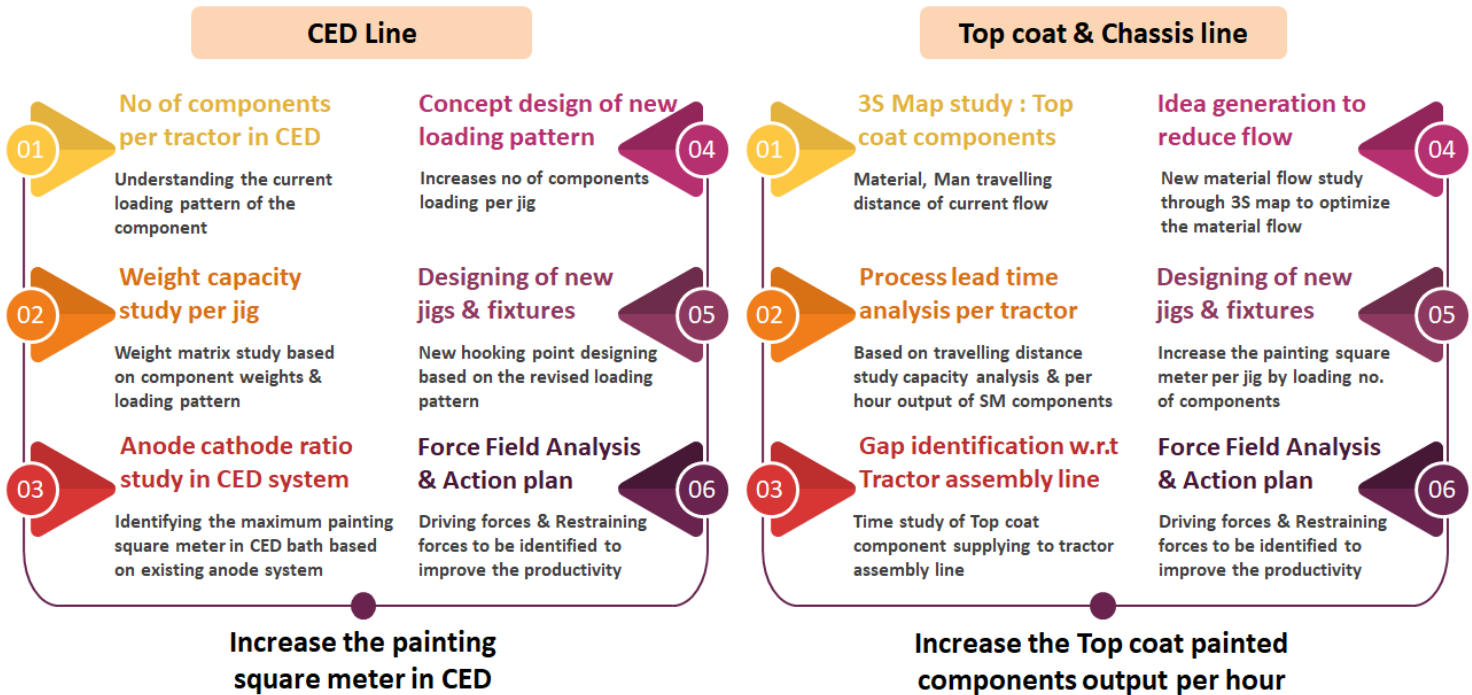 CED Line
01
No of components
per tractor in CED
Understanding the current
loading pattern of the
component
02
Weight capacity
study per jig
Weight matrix study based
on component weights &
loading pattern
03
Anode cathode ratio
study in CED system
Identifying the maximum painting
square meter in CED bath based
on existing anode system
04
Concept design of new
loading pattern
Increases no of components
loading per jig
05
Designing of new
jigs & fixtures
New hooking point designing
based on the revised loading
pattern
06
Force Field Analysis
& Action plan
Driving forces & Restraining
forces to be identified to
improve the productivity
Increase the painting
square meter in CED
Top coat & Chassis line
01
3S Map study : Top
coat components
Material, Man travelling
distance of current flow
02
Process lead time
analysis per tractor
Based on travelling distance
study capacity analysis & per
hour output of SM components
03
Gap identification w.r.t
Tractor assembly line
Time study of Top coat
component supplying to tractor
assembly line
04
Idea generation to
reduce flow
New material flow study
through 3S map to optimize
the material flow
05
Designing of new
jigs & fixtures
Increase the painting square
meter per jig by loading no.
of components
06
Force Field Analysis
& Action plan
Driving forces & Restraining
forces to be identified to
improve the productivity
Increase the Top coat painted
components output per hour